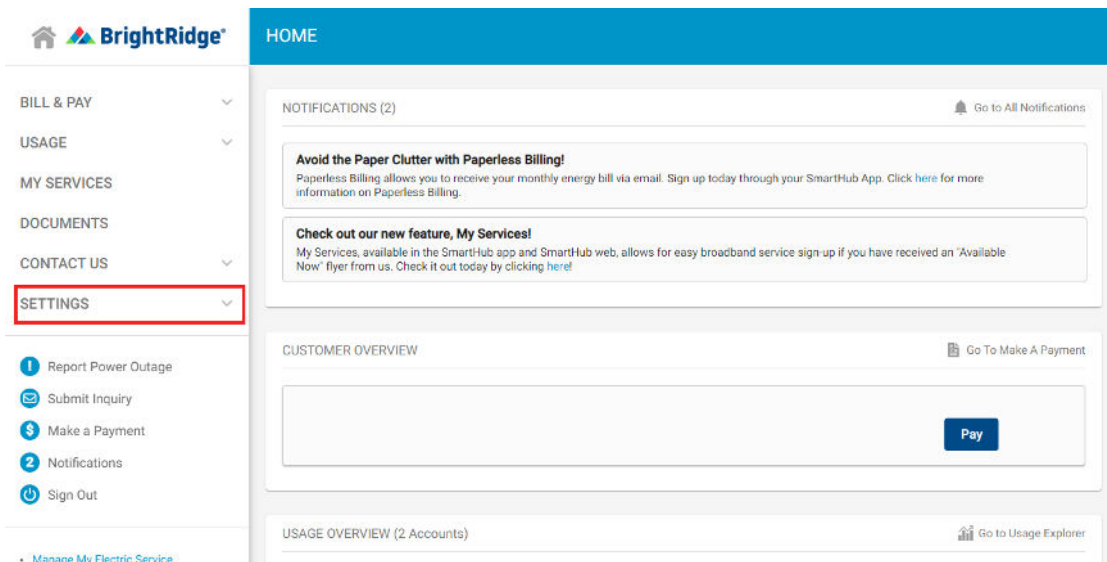 BrightRidge®
HOME
BILL & PAY
USAGE
MY SERVICES
DOCUMENTS
CONTACT US
SETTINGS
Report Power Outage
Submit Inquiry
$ Make a Payment
2 Notifications
Sign Out
• Manage My Electric Service
NOTIFICATIONS (2)
Go to All Notifications
Avoid the Paper Clutter with Paperless Billing!
Paperless Billing allows you to receive your monthly energy bill via email. Sign up today through your SmartHub App. Click here for more
information on Paperless Billing.
Check out our new feature, My Services!
My Services, available in the SmartHub app and SmartHub web, allows for easy broadband service sign-up if you have received an "Available
Now" flyer from us. Check it out today by clicking here!
CUSTOMER OVERVIEW
Go To Make A Payment
Pay
USAGE OVERVIEW (2 Accounts)
Go to Usage Explorer